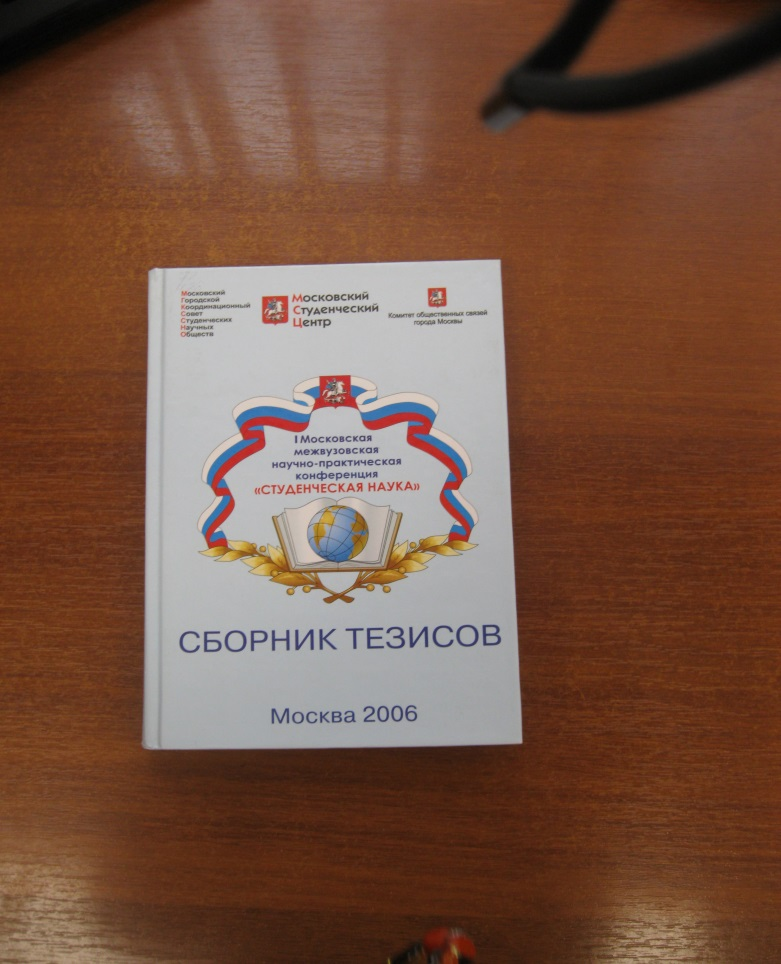 Московский
Городской
Координационный
Совет
Студенческих
Научных
Обществ
Московский
Студенческий
Центр
Комитет общественных связей
города Москвы
I Московская
межвузовская
научно-практическая
конференция
«СТУДЕНЧЕСКАЯ НАУКА»
СБОРНИК ТЕЗИСОВ
Москва 2006